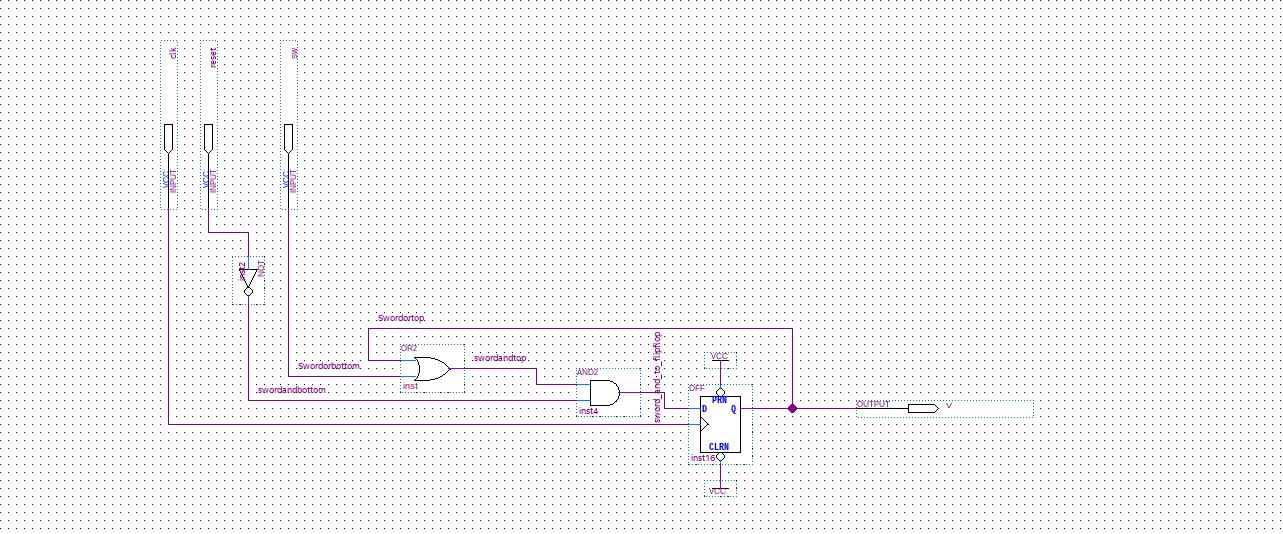 clk
reset
sw
VCC
INPUT
VCC
INPUT
VCC
INPUT
inst2
NOT
Swordortop
OR2
Swordorbottom
inst
swordandtop
swordandbottom
AND2
inst4
sword_and_to_flipflop
VCC
DFF
PRN
D
Q
CLRN
inst16
VCC
OUTPUT
V